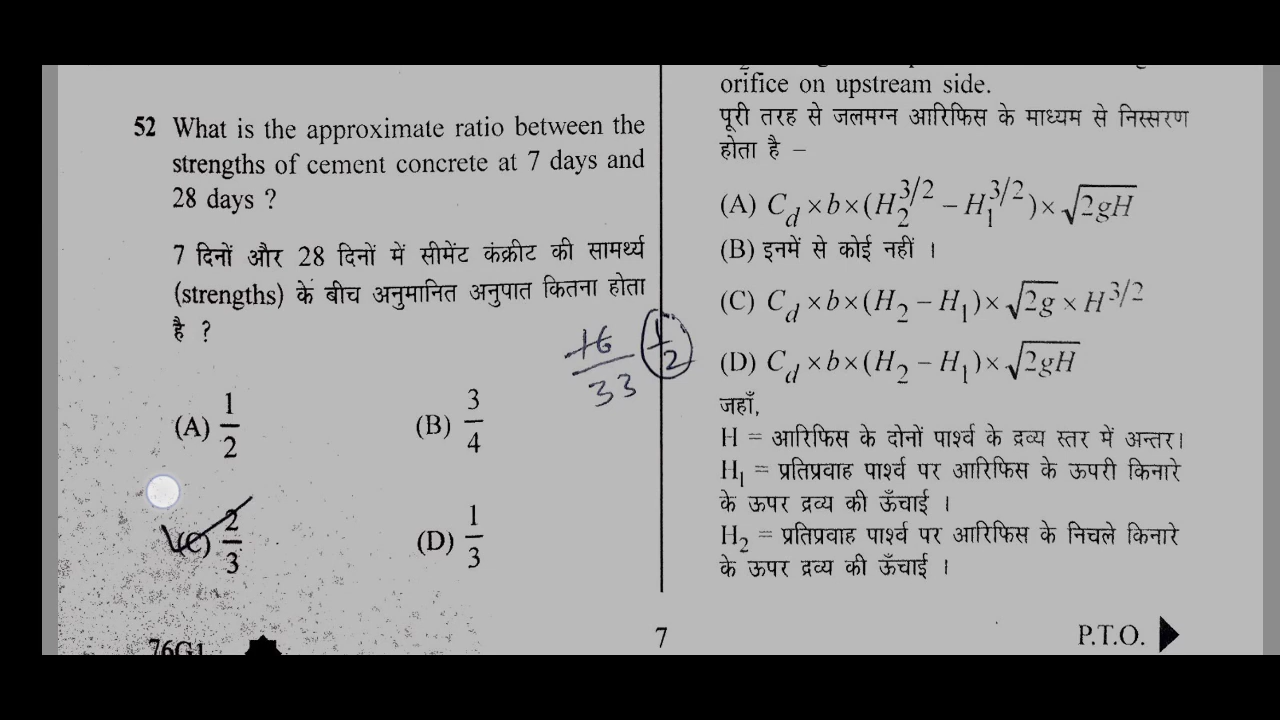 52 What is the approximate ratio between the
strengths of cement concrete at 7 days and
28 days ?
7 दिनों और 28 दिनों में सीमेंट कंक्रीट की सामर्थ्य
(strengths) के बीच अनुमानित अनुपात कितना होता
है ?
16/33 1/2
(A) 1/2 (B) 3/4
(C) 2/3 (D) 1/3
76G1
7
orifice on upstream side.
पूरी तरह से जलमग्न आरिफिस के माध्यम से निस्सरण
होता है –
(A) C_d × b × (H_2^{3/2} – H_1^{3/2}) × √2gH
(B) इनमें से कोई नहीं ।
(C) C_d × b × (H_2 – H_1) × √2g × H^{3/2}
(D) C_d × b × (H_2 – H_1) × √2gH
जहाँ,
H = आरिफिस के दोनों पार्श्व के द्रव्य स्तर में अन्तर।
H_1 = प्रतिप्रवाह पार्श्व पर आरिफिस के ऊपरी किनारे
के ऊपर द्रव्य की ऊँचाई ।
H_2 = प्रतिप्रवाह पार्श्व पर आरिफिस के निचले किनारे
के ऊपर द्रव्य की ऊँचाई ।
P.T.O.